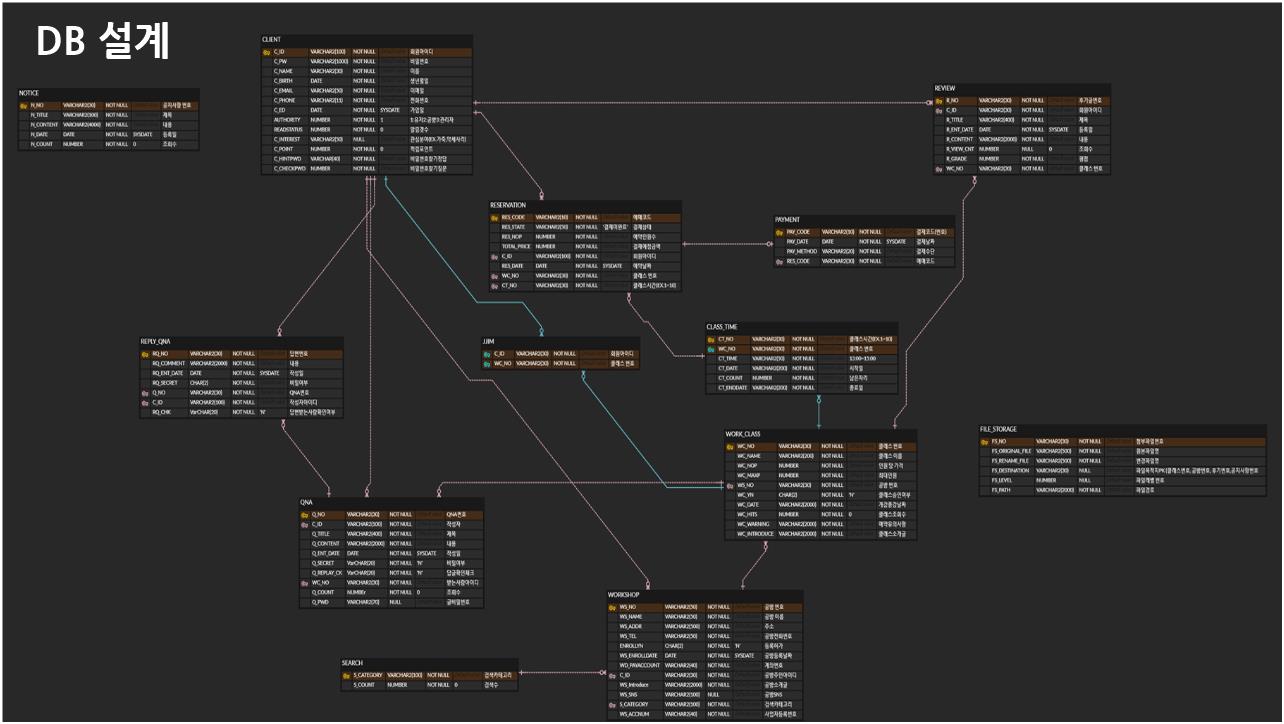 DB 설계
NOTICE
N_NO VARCHAR2(30) NOT NULL 공지사항 번호
N_TITLE VARCHAR2(300) NOT NULL 제목
N_CONTENT VARCHAR2(4000) NOT NULL 내용
N_DATE DATE NOT NULL SYSDATE 등록일
N_COUNT NUMBER NOT NULL 0 조회수
CLIENT
C_ID VARCHAR2(100) NOT NULL 회원아이디
C_PW VARCHAR2(1000) NOT NULL 비밀번호
C_NAME VARCHAR2(30) NOT NULL 이름
C_BIRTH DATE NOT NULL 생년월일
C_EMAIL VARCHAR2(50) NOT NULL 이메일
C_PHONE VARCHAR2(11) NOT NULL 전화번호
C_ED DATE NOT NULL SYSDATE 가입일
AUTHORITY NUMBER NOT NULL 1 1:유저2:공방3:관리자
READSTATUS NUMBER NOT NULL 0 알림갯수
C_INTEREST VARCHAR2(50) NULL
C_POINT NUMBER NOT NULL 0 적립포인트
C_HINTPWD VARCHAR(40) NOT NULL 비밀번호찾기정답
C_CHECKPWD NUMBER NOT NULL 비밀번호찾기질문
REVIEW
R_NO VARCHAR2(30) NOT NULL 후기글번호
C_ID VARCHAR2(30) NOT NULL 회원아이디
R_TITLE VARCHAR2(400) NOT NULL 제목
R_ENT_DATE DATE NOT NULL SYSDATE 등록일
R_CONTENT VARCHAR2(2000) NOT NULL 내용
R_VIEW_CNT NUMBER NULL 0 조회수
R_GRADE NUMBER NOT NULL 평점
WC_NO VARCHAR2(30) NOT NULL 클래스 번호
RESERVATION
RES_CODE VARCHAR2(60) NOT NULL 예매코드
RES_STATE VARCHAR2(50) NOT NULL '결제미완료' 결제상태
RES_NOP NUMBER NOT NULL 예약인원수
TOTAL_PRICE NUMBER NOT NULL 결제예정금액
C_ID VARCHAR2(100) NOT NULL 회원아이디
RES_DATE DATE NOT NULL SYSDATE 예약날짜
WC_NO VARCHAR2(30) NOT NULL 클래스 번호
CT_NO VARCHAR2(30) NOT NULL 클래스시간(EX.1~10)
PAYMENT
PAY_CODE VARCHAR2(30) NOT NULL 결제코드(번호)
PAY_DATE DATE NOT NULL SYSDATE 결제날짜
PAY_METHOD VARCHAR2(20) NOT NULL 결제수단
RES_CODE VARCHAR2(30) NOT NULL 예매코드
REPLY_QNA
RQ_NO VARCHAR2(30) NOT NULL 답변번호
RQ_COMMENT VARCHAR2(2000) NOT NULL 내용
RQ_ENT_DATE DATE NOT NULL SYSDATE 작성일
RQ_SECRET CHAR(2) NOT NULL 비밀여부
Q_NO VARCHAR2(30) NOT NULL QNA번호
C_ID VARCHAR2(100) NOT NULL 작성자아이디
RQ_CHK VarCHAR(20) NOT NULL 'N' 답변받는사람확인여부
JJIM
C_ID VARCHAR2(30) NOT NULL 회원아이디
WC_NO VARCHAR2(30) NOT NULL 클래스 번호
CLASS_TIME
CT_NO VARCHAR2(30) NOT NULL 클래스시간(EX.1~10)
WC_NO VARCHAR2(30) NOT NULL 클래스 번호
CT_TIME VARCHAR2(50) NOT NULL 13:00~15:00
CT_DATE VARCHAR2(200) NOT NULL 시작일
CT_COUNT NUMBER NOT NULL 남은자리
CT_ENDDATE VARCHAR2(200) NOT NULL 종료일
WORK_CLASS
WC_NO VARCHAR2(30) NOT NULL 클래스 번호
WC_NAME VARCHAR2(200) NOT NULL 클래스 이름
WC_NOP NUMBER NOT NULL 인원 당 가격
WC_MAXP NUMBER NOT NULL 최대인원
WS_NO VARCHAR2(30) NOT NULL 공방 번호
WC_YN CHAR(2) NOT NULL 'N' 클래스승인여부
WC_DATE VARCHAR2(2000) NOT NULL
WC_HITS NUMBER NOT NULL 0 클래스조회수
WC_WARNING VARCHAR2(2000) NOT NULL 예약유의사항
WC_INTRODUCE VARCHAR2(2000) NOT NULL 클래스소개글
FILE_STORAGE
FS_NO VARCHAR2(30) NOT NULL 첨부파일번호
FS_ORIGINAL_FILE VARCHAR2(500) NOT NULL 원본파일명
FS_RENAME_FILE VARCHAR2(500) NOT NULL 변경파일명
FS_DESTINATION VARCHAR2(30) NULL 파일목적지PK(클래스번호,공방번호,후기번호,공지사항번호
FS_LEVEL NUMBER NULL 파일레벨 번호
FS_PATH VARCHAR2(2000) NOT NULL 파일경로
QNA
Q_NO VARCHAR2(30) NOT NULL QNA번호
C_ID VARCHAR2(100) NOT NULL 작성자
Q_TITLE VARCHAR2(400) NOT NULL 제목
Q_CONTENT VARCHAR2(2000) NOT NULL 내용
Q_ENT_DATE DATE NOT NULL SYSDATE 작성일
Q_SECRET VarCHAR(20) NOT NULL 'N' 비밀여부
Q_REPLAY_CK VarCHAR(20) NOT NULL 'N' 답글확인체크
WC_NO VARCHAR2(30) NOT NULL 받는사람아이디
Q_COUNT NUMBEr NOT NULL 0 조회수
Q_PWD VARCHAR2(20) NULL 글비밀번호
WORKSHOP
WS_NO VARCHAR2(30) NOT NULL 공방 번호
WS_NAME VARCHAR2(50) NOT NULL 공방 이름
WS_ADDR VARCHAR2(500) NOT NULL 주소
WS_TEL VARCHAR2(50) NOT NULL 공방전화번호
ENROLLYN CHAR(2) NOT NULL 'N' 등록허가
WS_ENROLLDATE DATE NOT NULL SYSDATE 공방등록날짜
WD_PAYACCOUNT VARCHAR2(40) NOT NULL 계좌번호
C_ID VARCHAR2(30) NOT NULL 공방주인아이디
WS_Introduce VARCHAR2(2000) NOT NULL 공방소개글
WS_SNS VARCHAR2(100) NULL 공방SNS
S_CATEGORY VARCHAR2(100) NOT NULL 검색카테고리
WS_ACCNUM VARCHAR2(40) NOT NULL 사업자등록번호
SEARCH
S_CATEGORY VARCHAR2(100) NOT NULL 검색카테고리
S_COUNT NUMBER NOT NULL 0 검색수